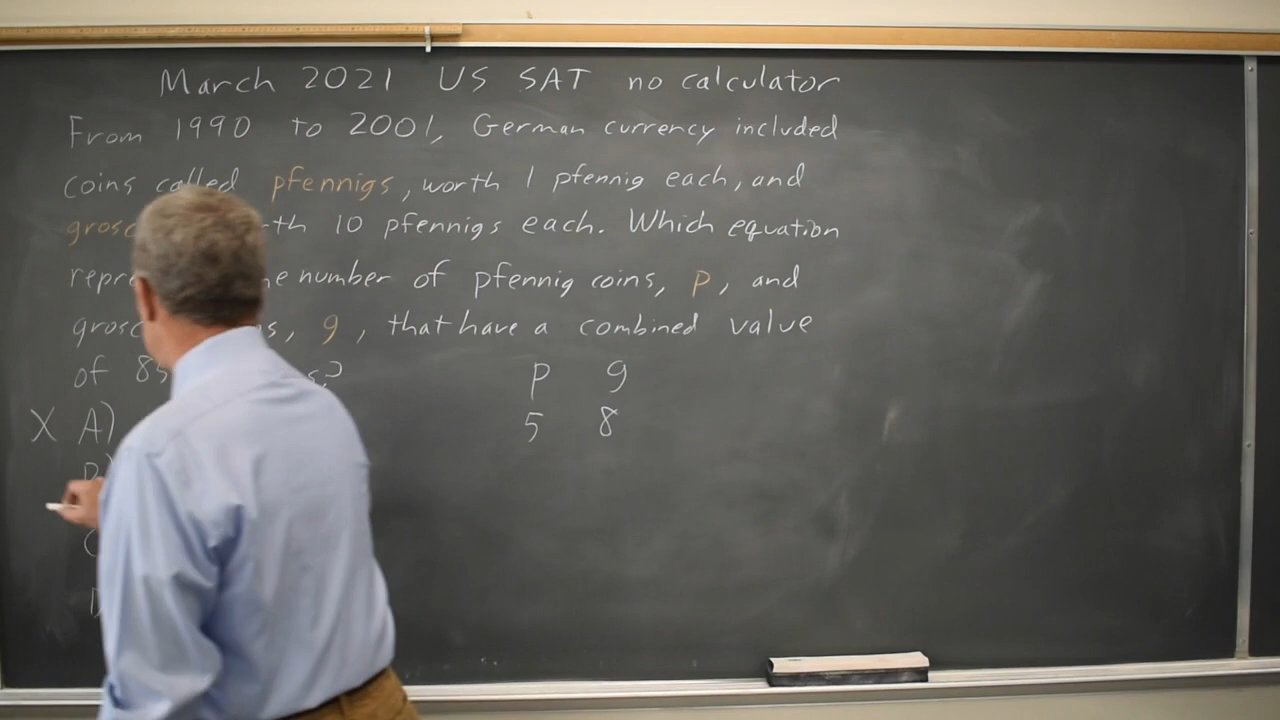 March 2021 US SAT no calculator
From 1990 to 2001, German currency included
coins called pfennigs, worth 1 pfennig each, and
10 pfennigs each. Which equation
number of pfennig coins, p, and
g, that have a combined value
of
p g
X A) 5 8